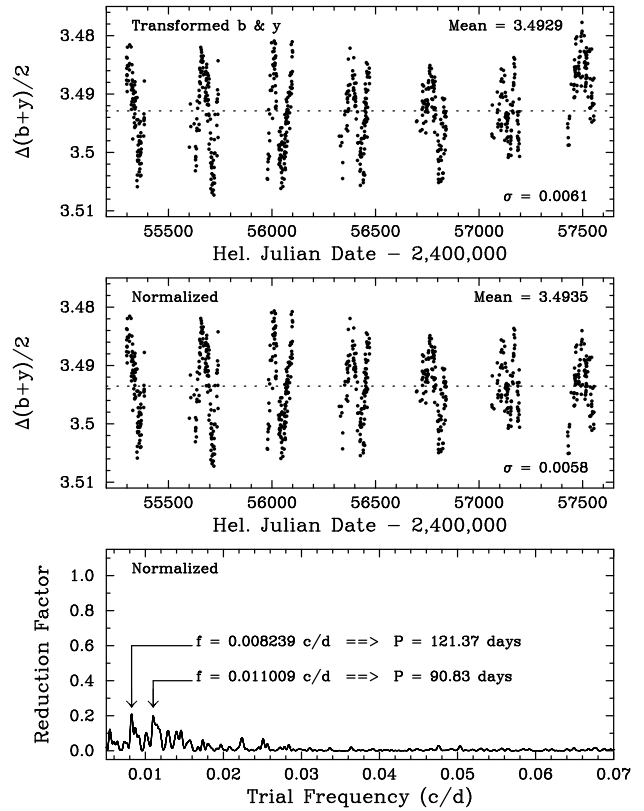 Transformed b & y
Mean = 3.4929
3.48
3.49
3.5
3.51
Δ(b+y)/2
σ = 0.0061
55500 56000 56500 57000 57500
Hel. Julian Date − 2,400,000
Normalized
Mean = 3.4935
3.48
3.49
3.5
3.51
Δ(b+y)/2
σ = 0.0058
55500 56000 56500 57000 57500
Hel. Julian Date − 2,400,000
Normalized
1.0
0.8
0.6
0.4
0.2
0.0
Reduction Factor
f = 0.008239 c/d ==> P = 121.37 days
f = 0.011009 c/d ==> P = 90.83 days
0.01 0.02 0.03 0.04 0.05 0.06 0.07
Trial Frequency (c/d)